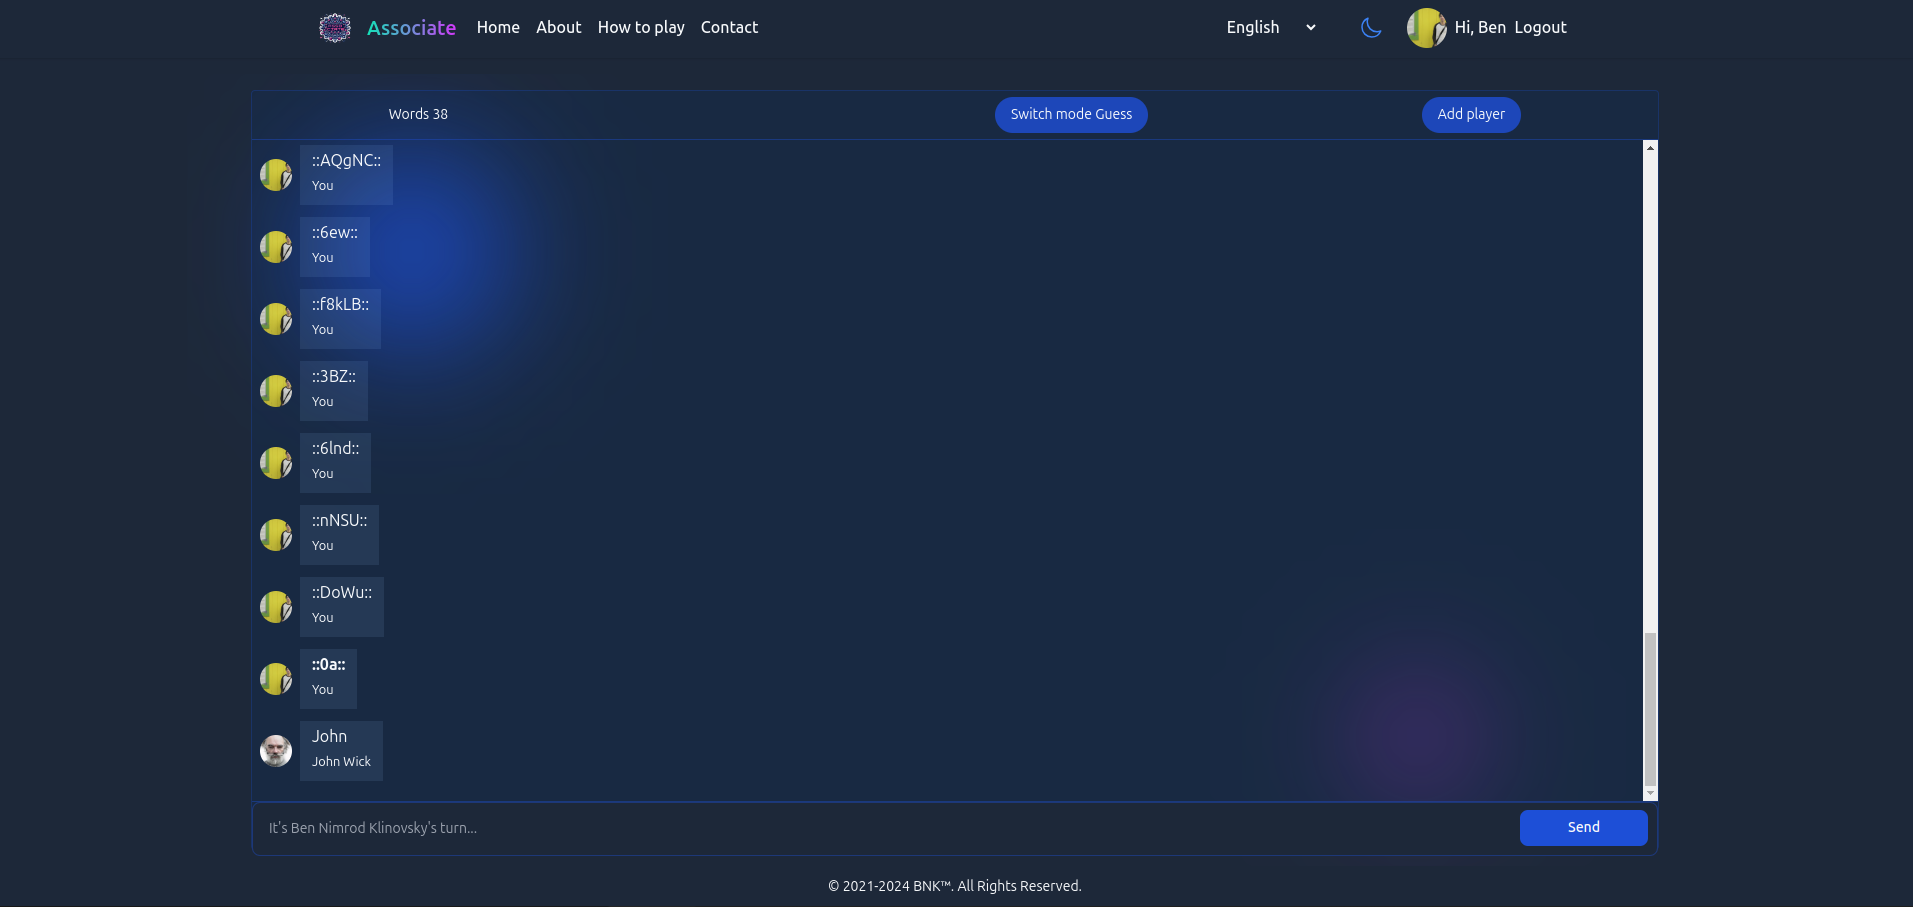 Associate Home About How to play Contact English Hi, Ben Logout
Words 38 Switch mode Guess Add player
::AQgNC::
You
::6ew::
You
::f8kLB::
You
::3BZ::
You
::6lnd::
You
::nNSU::
You
::DoWu::
You
::0a::
You
John
John Wick
It's Ben Nimrod Klinovsky's turn... Send
© 2021-2024 BNK™. All Rights Reserved.